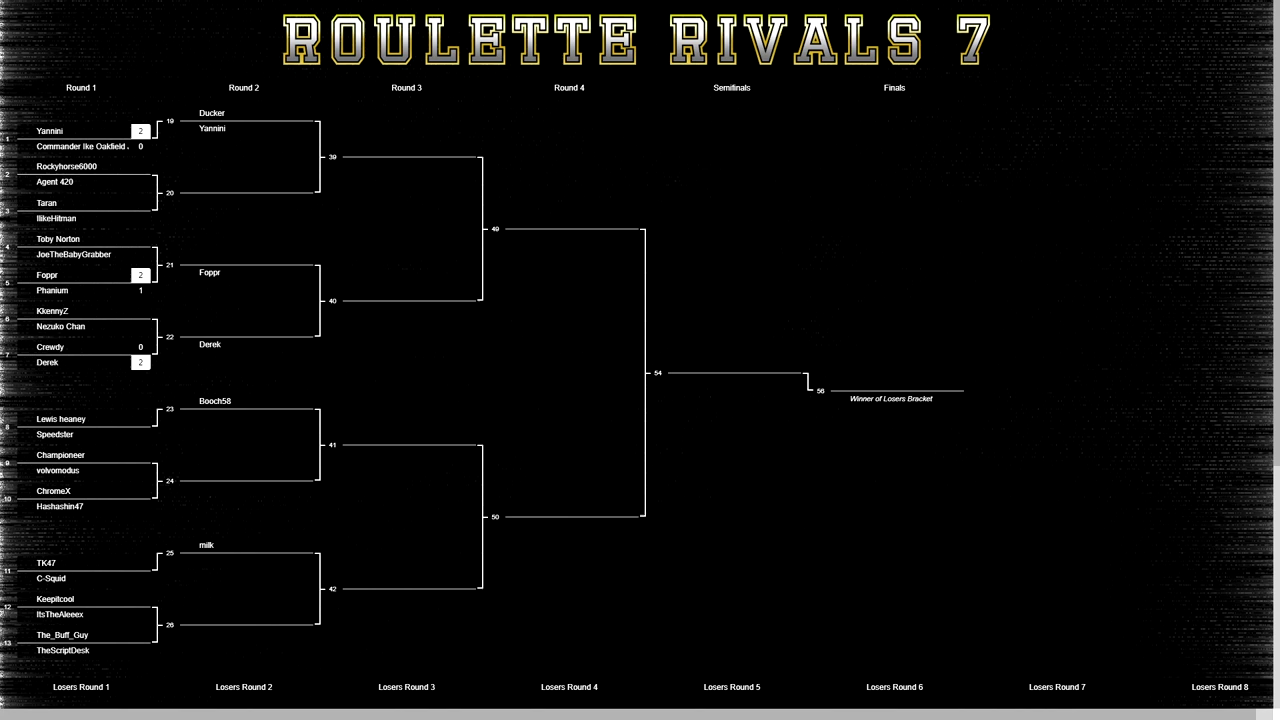 ROULETTE RIVALS 7
Round 1
Round 2
Round 3
Round 4
Semifinals
Finals
Ducker
19
Yannini
Yannini 2
1
Commander Ike Oakfield . 0
39
Rockyhorse6000
2
Agent 420
20
Taran
3
IlikeHitman
49
Toby Norton
4
JoeTheBabyGrabber
21
Foppr
Foppr 2
5
Phanium 1
40
KkennyZ
6
Nezuko Chan
22
Derek
Crewdy 0
7
Derek 2
54
56
Winner of Losers Bracket
Booch58
23
Lewis heaney
8
Speedster
41
Championeer
9
volvomodus
24
ChromeX
10
Hashashin47
50
milk
25
TK47
11
C-Squid
42
Keepitcool
12
ItsTheAleeex
26
The_Buff_Guy
13
TheScriptDesk
Losers Round 1
Losers Round 2
Losers Round 3
Losers Round 4
Losers Round 5
Losers Round 6
Losers Round 7
Losers Round 8